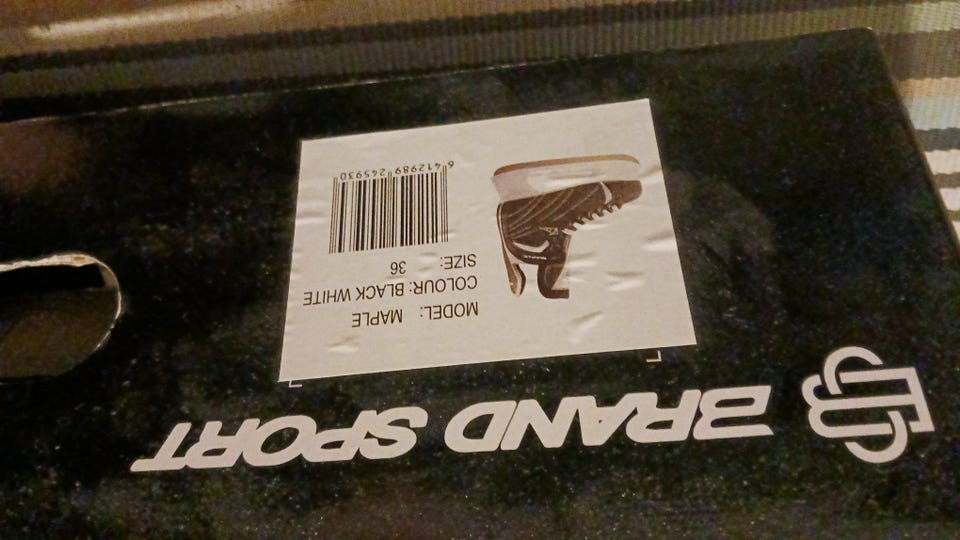 BRAND SPORT
MODEL: MAPLE
COLOUR: BLACK WHITE
SIZE: 36
6 412989 245930